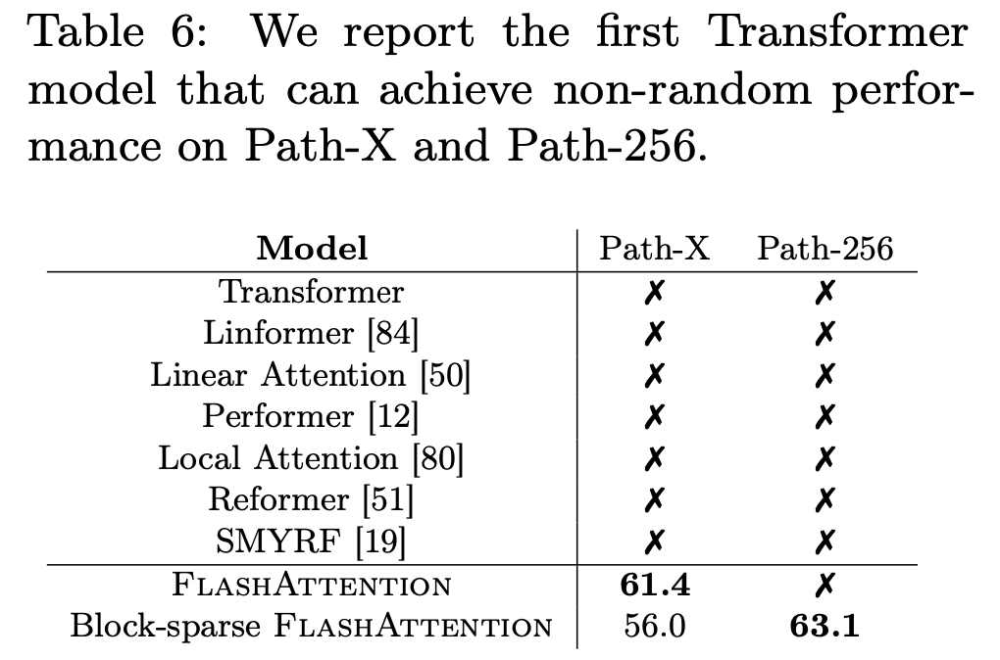 Table 6: We report the first Transformer
model that can achieve non-random perfor-
mance on Path-X and Path-256.
Model Path-X Path-256
Transformer ✗ ✗
Linformer [84] ✗ ✗
Linear Attention [50] ✗ ✗
Performer [12] ✗ ✗
Local Attention [80] ✗ ✗
Reformer [51] ✗ ✗
SMYRF [19] ✗ ✗
FLASHATTENTION 61.4 ✗
Block-sparse FLASHATTENTION 56.0 63.1